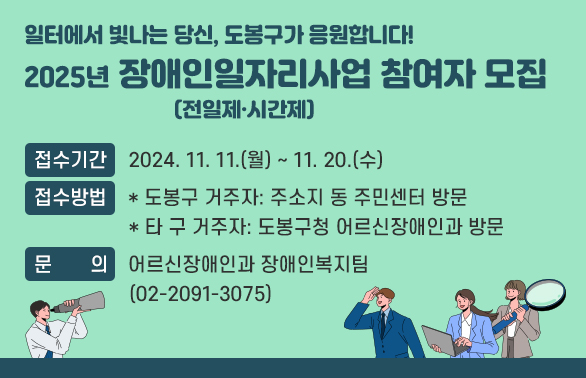 일터에서 빛나는 당신, 도봉구가 응원합니다!
2025년 장애인일자리사업 참여자 모집
(전일제·시간제)
접수기간 2024. 11. 11.(월) ~ 11. 20.(수)
접수방법 * 도봉구 거주자: 주소지 동 주민센터 방문
* 타 구 거주자: 도봉구청 어르신장애인과 방문
문 의 어르신장애인과 장애인복지팀
(02-2091-3075)